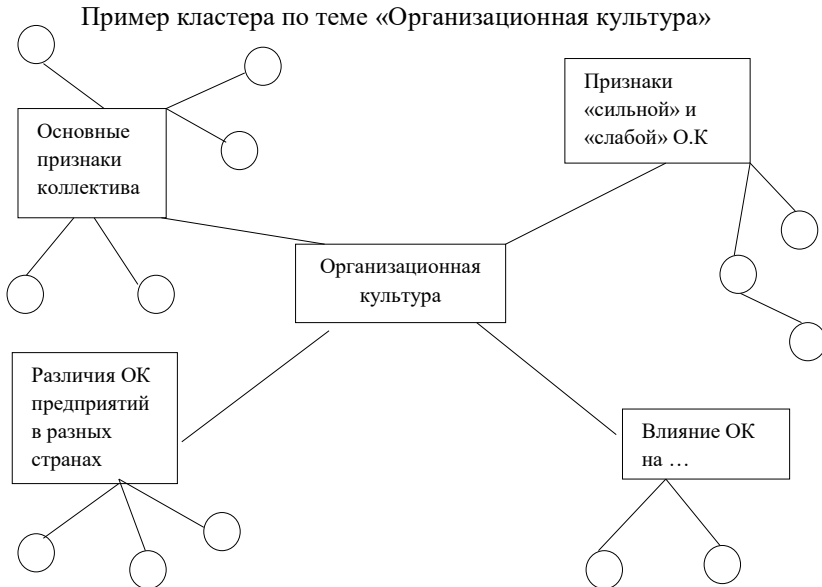 Пример кластера по теме «Организационная культура»
Основные
признаки
коллектива
Признаки
«сильной» и
«слабой» О.К
Организационная
культура
Различия ОК
предприятий
в разных
странах
Влияние ОК
на …